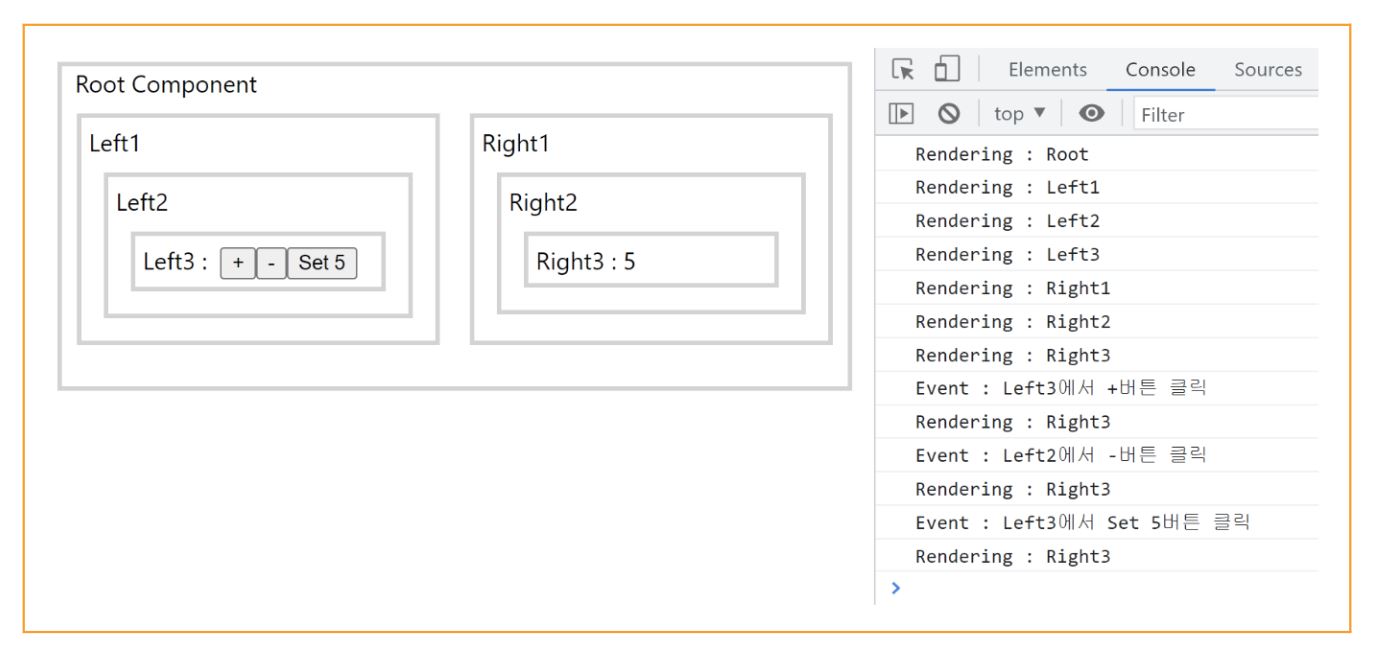 Root Component
Left1
Left2
Left3 : + - Set 5
Right1
Right2
Right3 : 5
Elements Console Sources
top ▼ Filter
Rendering : Root
Rendering : Left1
Rendering : Left2
Rendering : Left3
Rendering : Right1
Rendering : Right2
Rendering : Right3
Event : Left3에서 +버튼 클릭
Rendering : Right3
Event : Left2에서 -버튼 클릭
Rendering : Right3
Event : Left3에서 Set 5버튼 클릭
Rendering : Right3
>